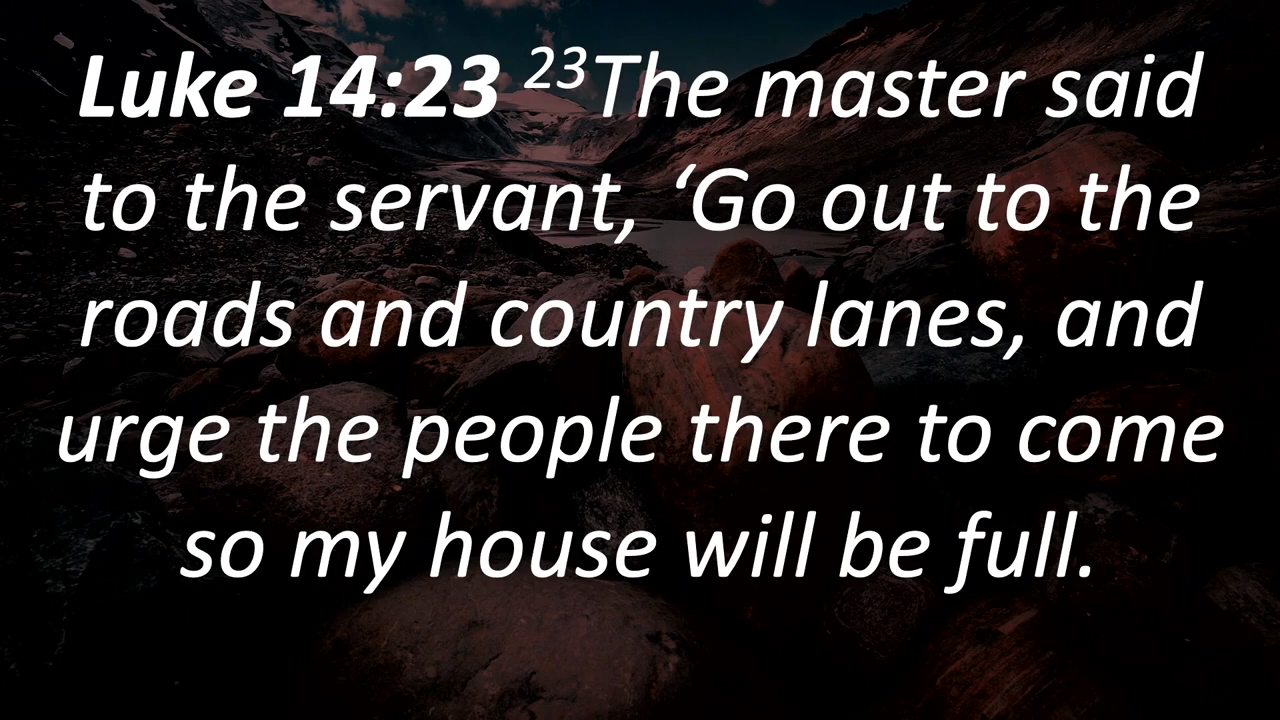 Luke 14:23 ²³The master said
to the servant, ‘Go out to the
roads and country lanes, and
urge the people there to come
so my house will be full.